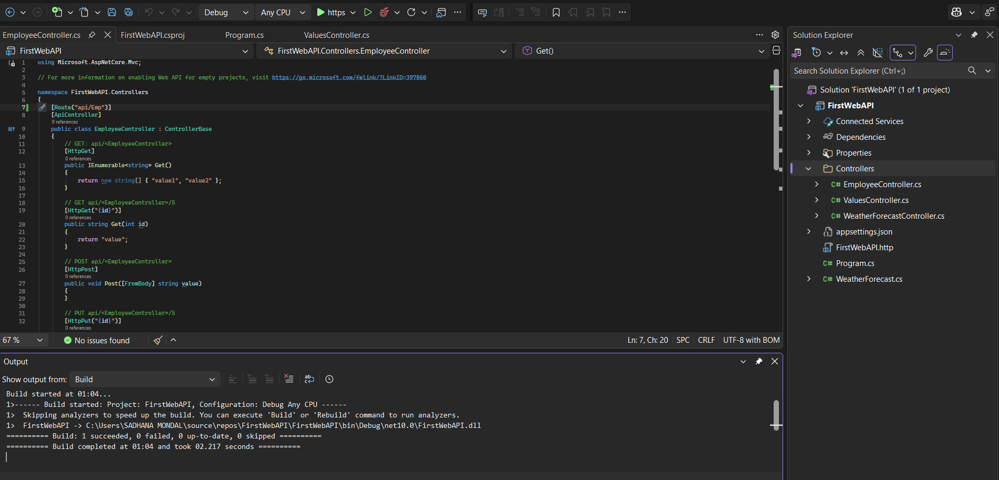 Debug Any CPU https
EmployeeController.cs FirstWebAPI.csproj Program.cs ValuesController.cs
FirstWebAPI FirstWebAPI.Controllers.EmployeeController Get()
1 using Microsoft.AspNetCore.Mvc;
2
3 // For more information on enabling Web API for empty projects, visit https://go.microsoft.com/fwlink/?LinkID=397860
4
5 namespace FirstWebAPI.Controllers
6 {
7 [Route("api/Emp")]
8 [ApiController]
0 references
9 public class EmployeeController : ControllerBase
10 {
11 // GET: api/<EmployeeController>
12 [HttpGet]
0 references
13 public IEnumerable<string> Get()
14 {
15 return new string[] { "value1", "value2" };
16 }
17
18 // GET api/<EmployeeController>/5
19 [HttpGet("{id}")]
0 references
20 public string Get(int id)
21 {
22 return "value";
23 }
24
25 // POST api/<EmployeeController>
26 [HttpPost]
0 references
27 public void Post([FromBody] string value)
28 {
29 }
30
31 // PUT api/<EmployeeController>/5
32 [HttpPut("{id}")]
0 references
67 % No issues found Ln: 7, Ch: 20 SPC CRLF UTF-8 with BOM
Output
Show output from: Build
Build started at 01:04...
1>------ Build started: Project: FirstWebAPI, Configuration: Debug Any CPU ------
1> Skipping analyzers to speed up the build. You can execute 'Build' or 'Rebuild' command to run analyzers.
1> FirstWebAPI -> C:\Users\SADHANA MONDAL\source\repos\FirstWebAPI\FirstWebAPI\bin\Debug\net10.0\FirstWebAPI.dll
========== Build: 1 succeeded, 0 failed, 0 up-to-date, 0 skipped ==========
========== Build completed at 01:04 and took 02.217 seconds ==========
Solution Explorer
Search Solution Explorer (Ctrl+;)
Solution 'FirstWebAPI' (1 of 1 project)
FirstWebAPI
Connected Services
Dependencies
Properties
Controllers
C# EmployeeController.cs
C# ValuesController.cs
C# WeatherForecastController.cs
appsettings.json
FirstWebAPI.http
C# Program.cs
C# WeatherForecast.cs